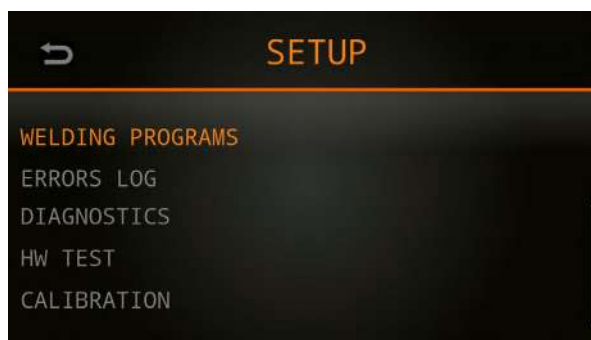 SETUP
WELDING PROGRAMS
ERRORS LOG
DIAGNOSTICS
HW TEST
CALIBRATION